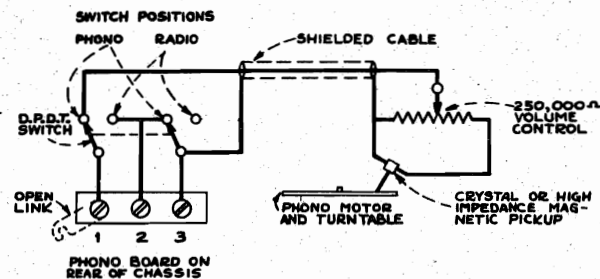 SWITCH POSITIONS
PHONO RADIO
SHIELDED CABLE
D.P.D.T.
SWITCH
250,000Ω
VOLUME
CONTROL
OPEN
LINK
1 2 3
PHONO MOTOR
AND TURNTABLE
CRYSTAL OR HIGH
IMPEDANCE MAG-
NETIC PICKUP
PHONO BOARD ON
REAR OF CHASSIS